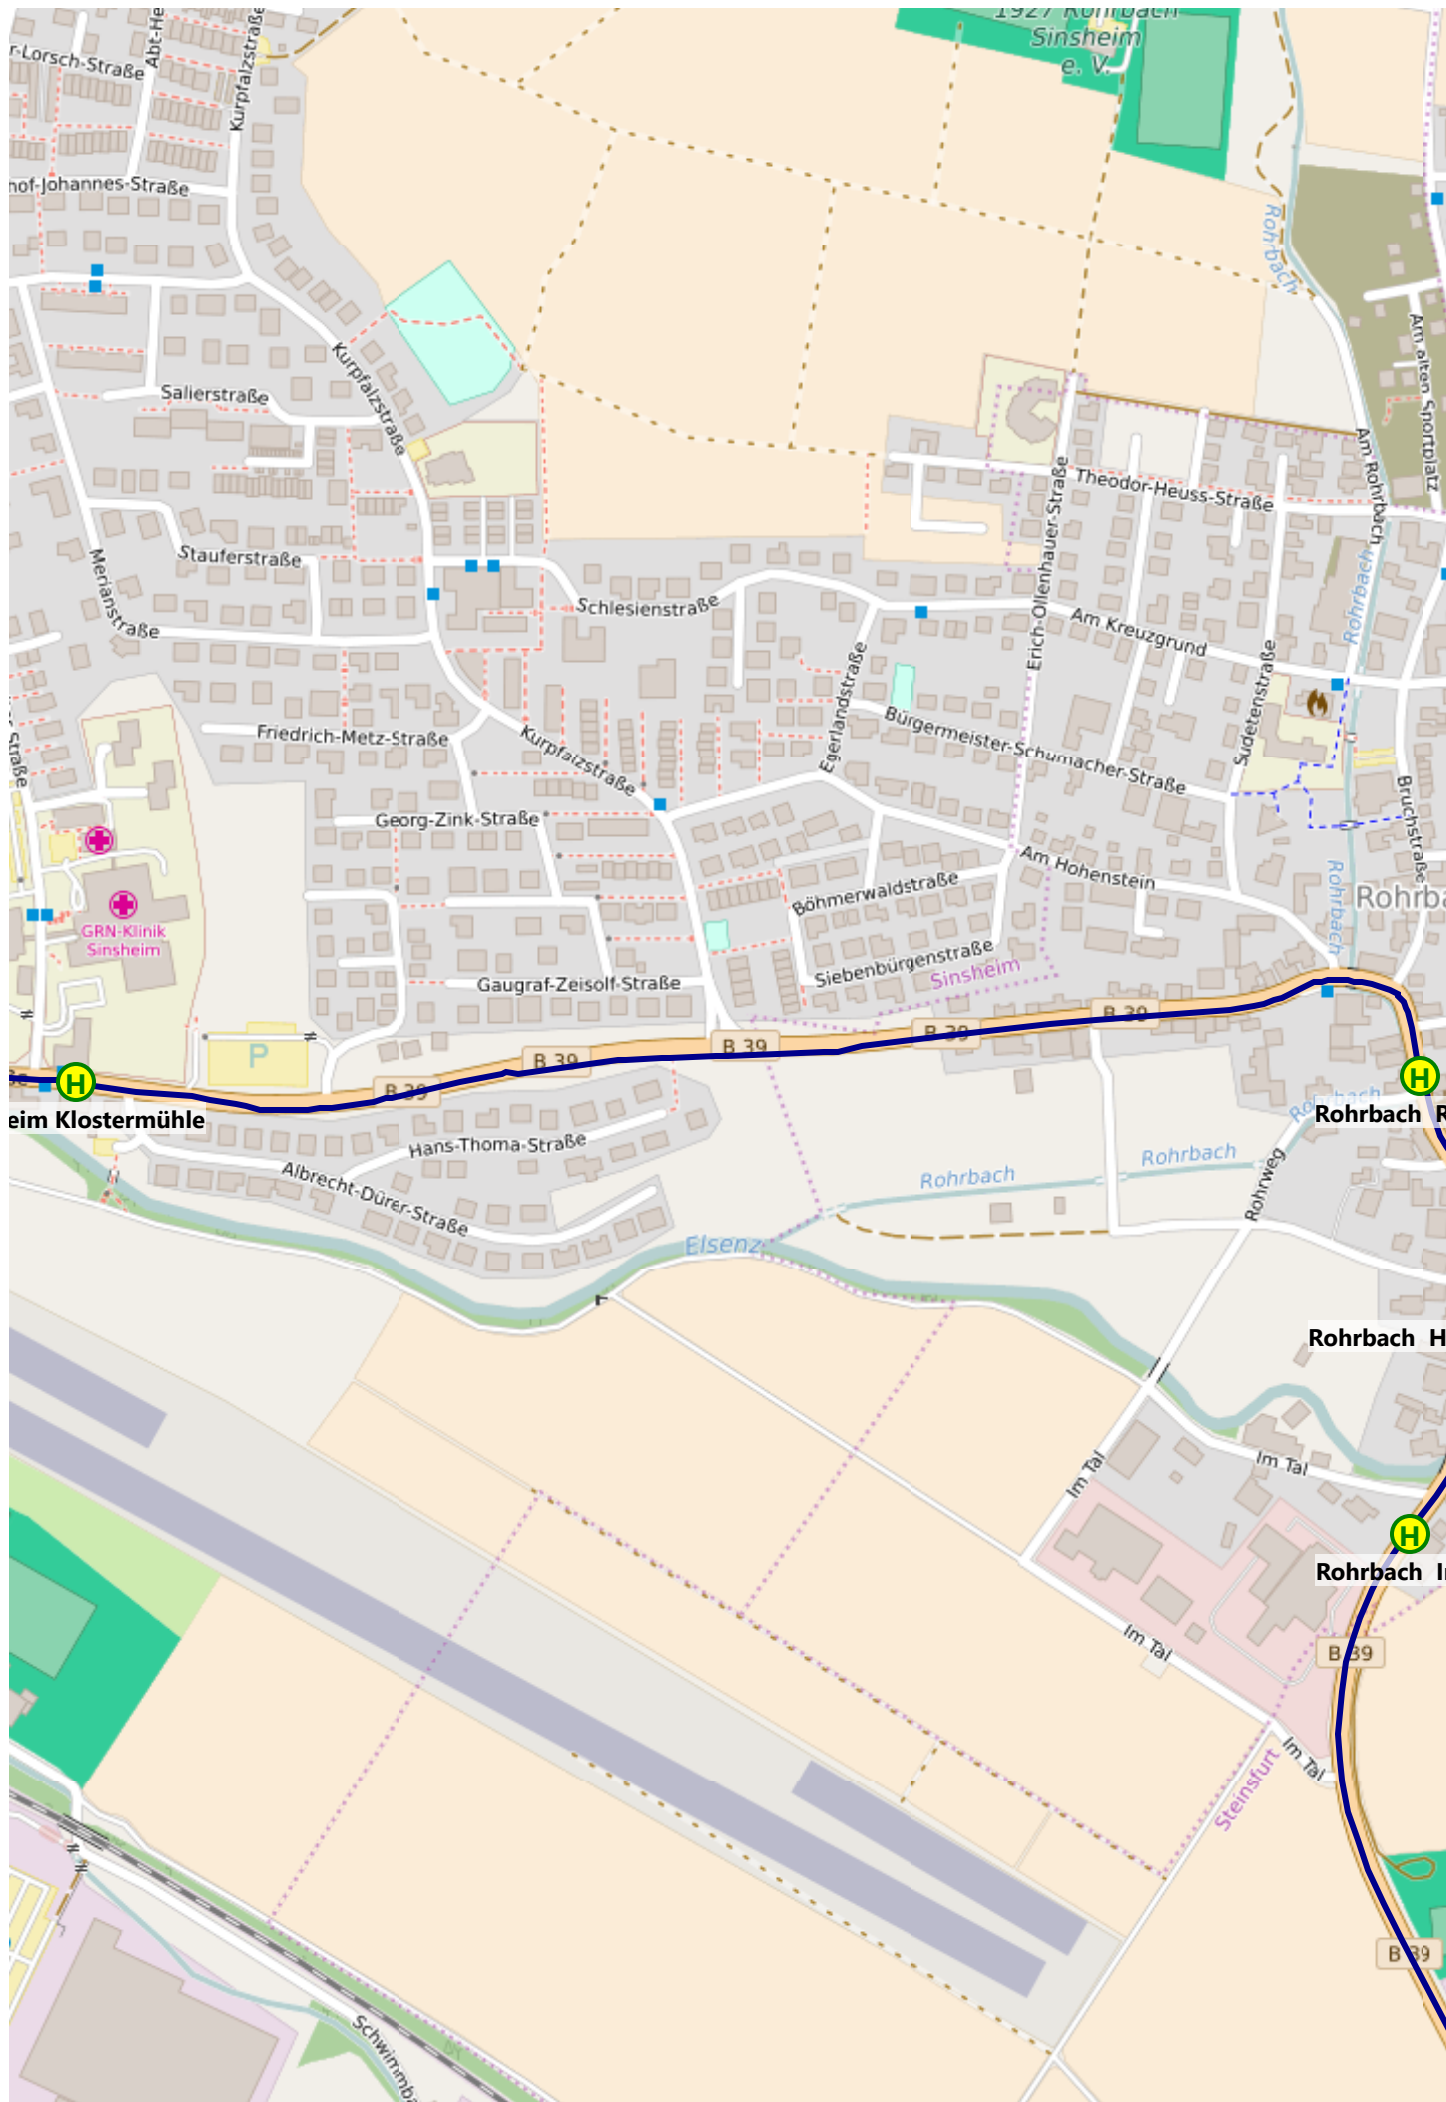 1927 Rohrbach
Sinsheim
e. V.
r-Lorsch-Straße
Abt-He
Kurpfalzstraße
hof-Johannes-Straße
Rohrbach
Kurpfalzstraße
Salierstraße
Am alten Sportplatz
Am Rohrbach
Theodor-Heuss-Straße
Erich-Ollenhauer-Straße
Stauferstraße
Merianstraße
Schlesienstraße
Am Kreuzgrund
Rohrbach
Egerlandstraße
Sudetenstraße
Bürgermeister-Schumacher-Straße
Friedrich-Metz-Straße
Kurpfalzstraße
Straße
Georg-Zink-Straße
Bruchstraße
Am Hohenstein
Böhmerwaldstraße
Rohrbach
Rohrba
GRN-Klinik
Sinsheim
Siebenbürgenstraße
Sinsheim
Gaugraf-Zeisolf-Straße
P
B 39
B 39
B 39
B 39
B 39
H
H
eim Klostermühle
Rohrbach
Rohrbach R
Hans-Thoma-Straße
Albrecht-Dürer-Straße
Rohrbach
Rohrbach
Rohrweg
Elsenz
Rohrbach H
Im Tal
Im Tal
H
Rohrbach I
Im Tal
B 39
Im Tal
Steinsfurt
B 39
Schwimmba